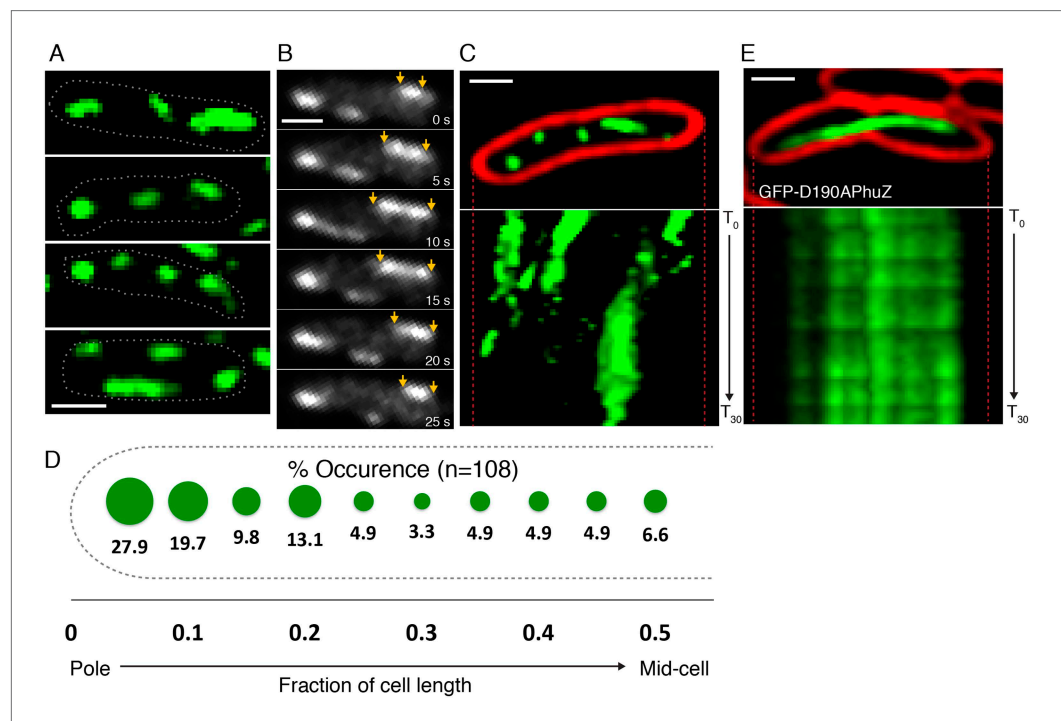 A
B
C
E
0 s
5 s
10 s
15 s
20 s
25 s
GFP-D190APhuZ
T0
T30
T0
T30
D
% Occurence (n=108)
27.9 19.7 9.8 13.1 4.9 3.3 4.9 4.9 4.9 6.6
0 0.1 0.2 0.3 0.4 0.5
Pole Mid-cell
Fraction of cell length